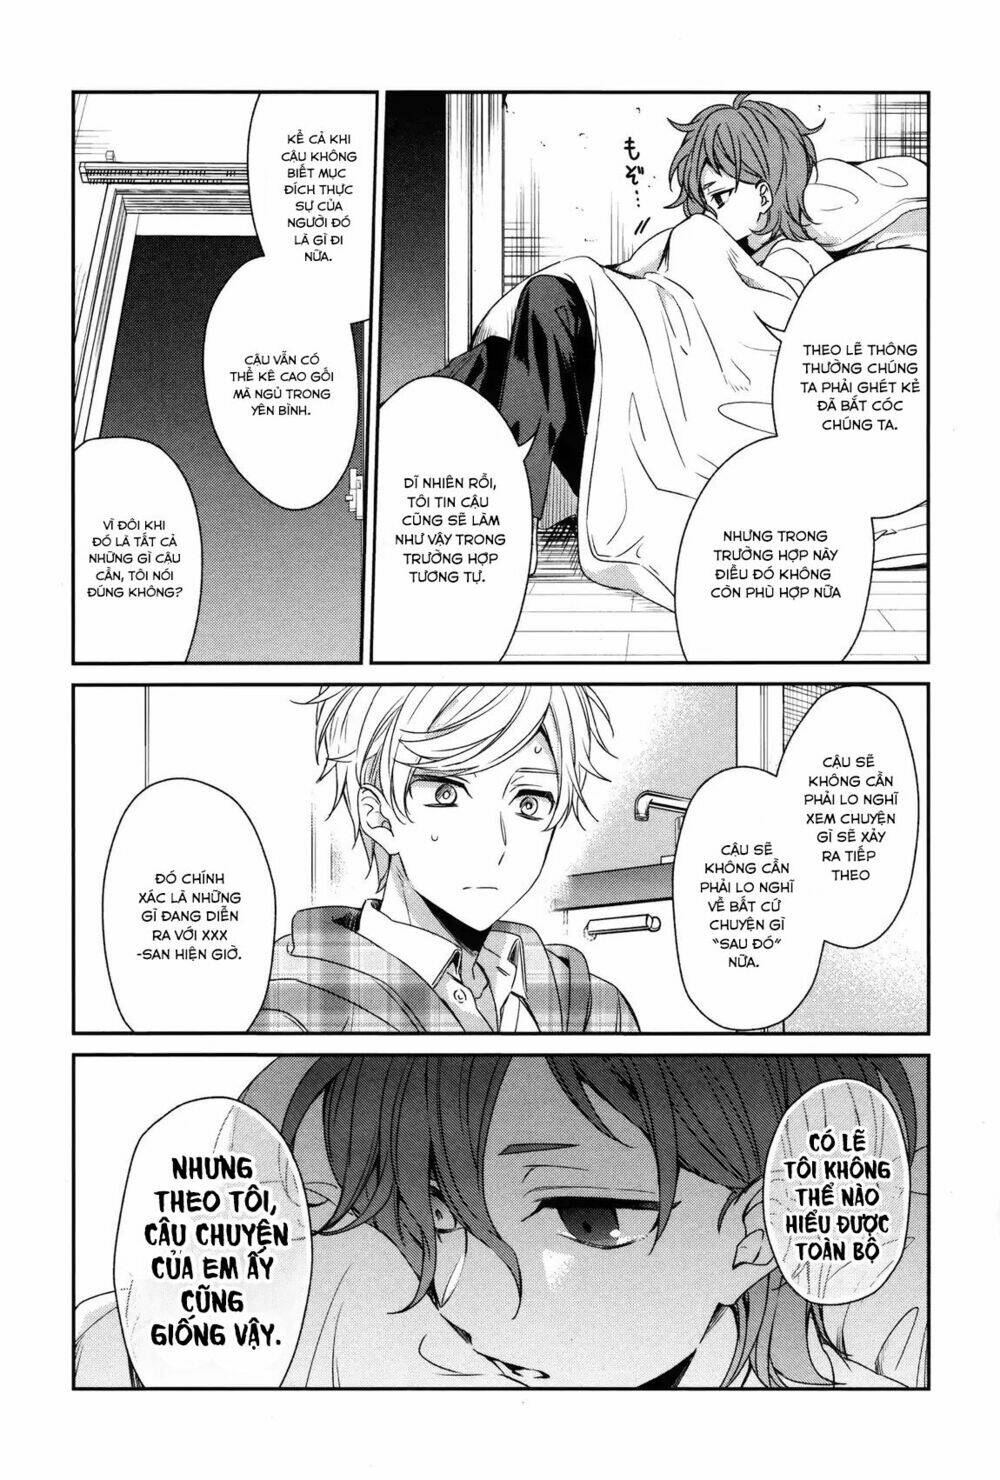 もぞ…
THEO LẼ THÔNG
THƯỜNG CHÚNG
TA PHẢI GHÉT KẺ
ĐÃ BẮT CÓC
CHÚNG TA.
NHƯNG TRONG
TRƯỜNG HỢP NÀY
ĐIỀU ĐÓ KHÔNG
CÒN PHÙ HỢP NỮA
DĨ NHIÊN RỒI,
TÔI TIN CẬU
CŨNG SẼ LÀM
NHƯ VẬY TRONG
TRƯỜNG HỢP
TƯƠNG TỰ.
KỂ CẢ KHI
CẬU KHÔNG
BIẾT MỤC
ĐÍCH THỰC
SỰ CỦA
NGƯỜI ĐÓ
LÀ GÌ ĐI
NỮA.
CẬU VẪN CÓ
THỂ KÊ CAO GỐI
MÀ NGỦ TRONG
YÊN BÌNH.
VÌ ĐÔI KHI
ĐÓ LÀ TẤT CẢ
NHỮNG GÌ CẬU
CẦN, TÔI NÓI
ĐÚNG KHÔNG?
CẬU SẼ
KHÔNG CẦN
PHẢI LO NGHĨ
XEM CHUYỆN
GÌ SẼ XẢY
RA TIẾP
THEO
CẬU SẼ
KHÔNG CẦN
PHẢI LO NGHĨ
VỀ BẤT CỨ
CHUYỆN GÌ
"SAU ĐÓ"
NỮA.
ĐÓ CHÍNH
XÁC LÀ NHỮNG
GÌ ĐANG DIỄN
RA VỚI XXX
-SAN HIỆN GIỜ.
CÓ LẼ
TÔI KHÔNG
THỂ NÀO
HIỂU ĐƯỢC
TOÀN BỘ
NHƯNG
THEO TÔI,
CÂU CHUYỆN
CỦA EM ẤY
CŨNG
GIỐNG VẬY.